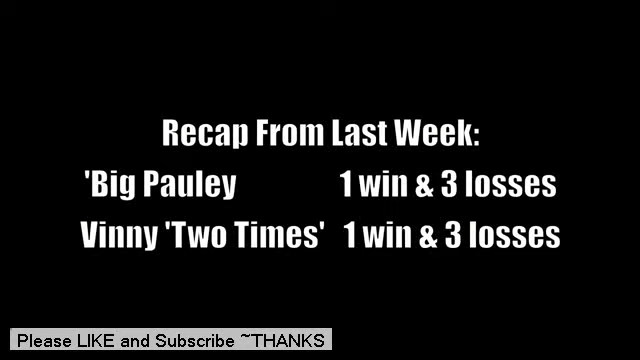 Recap From Last Week:
'Big Pauley 1 win & 3 losses
Vinny 'Two Times' 1 win & 3 losses
Please LIKE and Subscribe ~THANKS